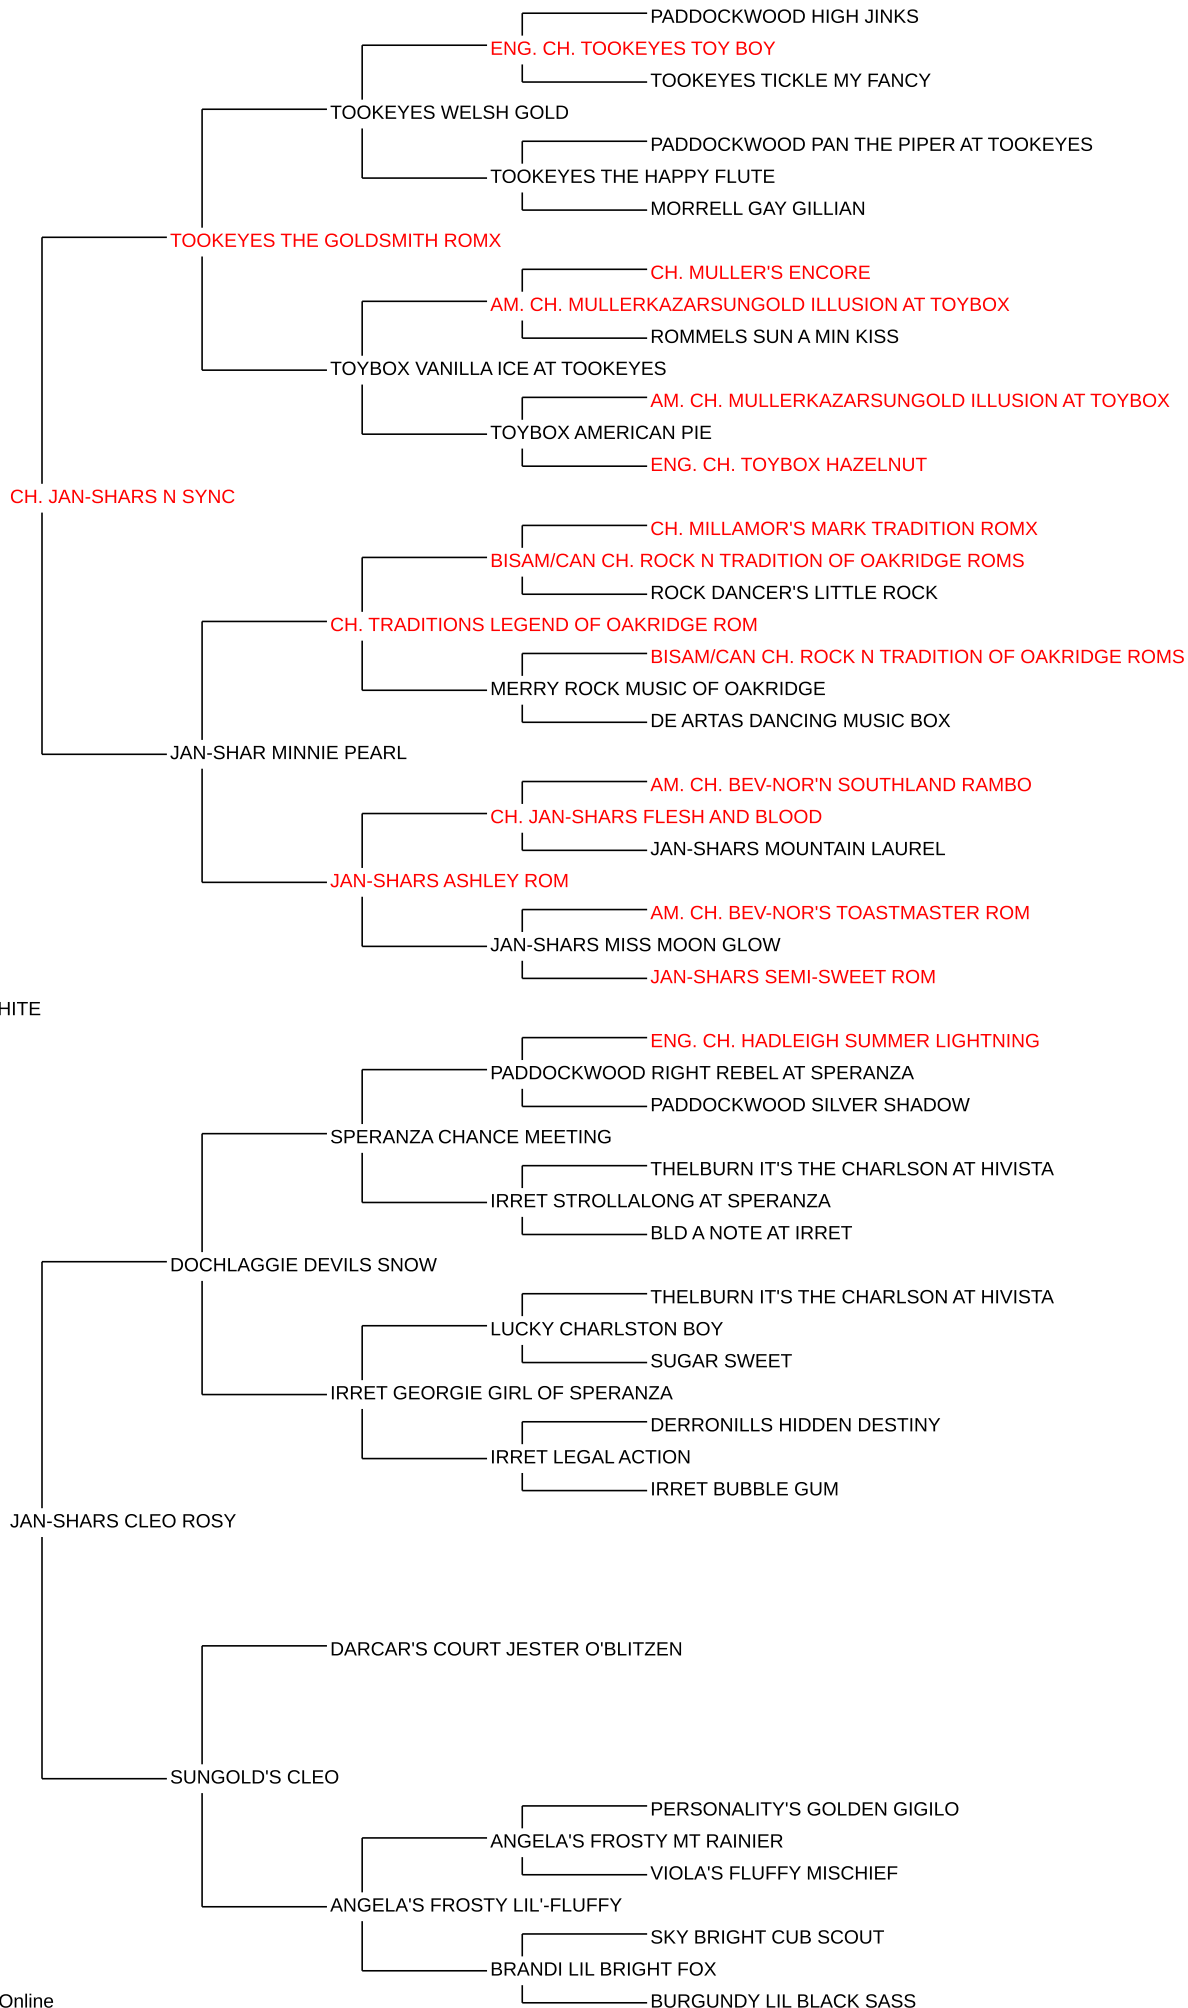 PADDOCKWOOD HIGH JINKS
ENG. CH. TOOKEYES TOY BOY
TOOKEYES TICKLE MY FANCY
TOOKEYES WELSH GOLD
PADDOCKWOOD PAN THE PIPER AT TOOKEYES
TOOKEYES THE HAPPY FLUTE
MORRELL GAY GILLIAN
TOOKEYES THE GOLDSMITH ROMX
CH. MULLER'S ENCORE
AM. CH. MULLERKAZARSUNGOLD ILLUSION AT TOYBOX
ROMMELS SUN A MIN KISS
TOYBOX VANILLA ICE AT TOOKEYES
AM. CH. MULLERKAZARSUNGOLD ILLUSION AT TOYBOX
TOYBOX AMERICAN PIE
ENG. CH. TOYBOX HAZELNUT
CH. JAN-SHARS N SYNC
CH. MILLAMOR'S MARK TRADITION ROMX
BISAM/CAN CH. ROCK N TRADITION OF OAKRIDGE ROMS
ROCK DANCER'S LITTLE ROCK
CH. TRADITIONS LEGEND OF OAKRIDGE ROM
BISAM/CAN CH. ROCK N TRADITION OF OAKRIDGE ROMS
MERRY ROCK MUSIC OF OAKRIDGE
DE ARTAS DANCING MUSIC BOX
JAN-SHAR MINNIE PEARL
AM. CH. BEV-NOR'N SOUTHLAND RAMBO
CH. JAN-SHARS FLESH AND BLOOD
JAN-SHARS MOUNTAIN LAUREL
JAN-SHARS ASHLEY ROM
AM. CH. BEV-NOR'S TOASTMASTER ROM
JAN-SHARS MISS MOON GLOW
JAN-SHARS SEMI-SWEET ROM
HITE
ENG. CH. HADLEIGH SUMMER LIGHTNING
PADDOCKWOOD RIGHT REBEL AT SPERANZA
PADDOCKWOOD SILVER SHADOW
SPERANZA CHANCE MEETING
THELBURN IT'S THE CHARLSON AT HIVISTA
IRRET STROLLALONG AT SPERANZA
BLD A NOTE AT IRRET
DOCHLAGGIE DEVILS SNOW
THELBURN IT'S THE CHARLSON AT HIVISTA
LUCKY CHARLSTON BOY
SUGAR SWEET
IRRET GEORGIE GIRL OF SPERANZA
DERRONILLS HIDDEN DESTINY
IRRET LEGAL ACTION
IRRET BUBBLE GUM
JAN-SHARS CLEO ROSY
DARCAR'S COURT JESTER O'BLITZEN
SUNGOLD'S CLEO
PERSONALITY'S GOLDEN GIGILO
ANGELA'S FROSTY MT RAINIER
VIOLA'S FLUFFY MISCHIEF
ANGELA'S FROSTY LIL'-FLUFFY
SKY BRIGHT CUB SCOUT
BRANDI LIL BRIGHT FOX
BURGUNDY LIL BLACK SASS
Online